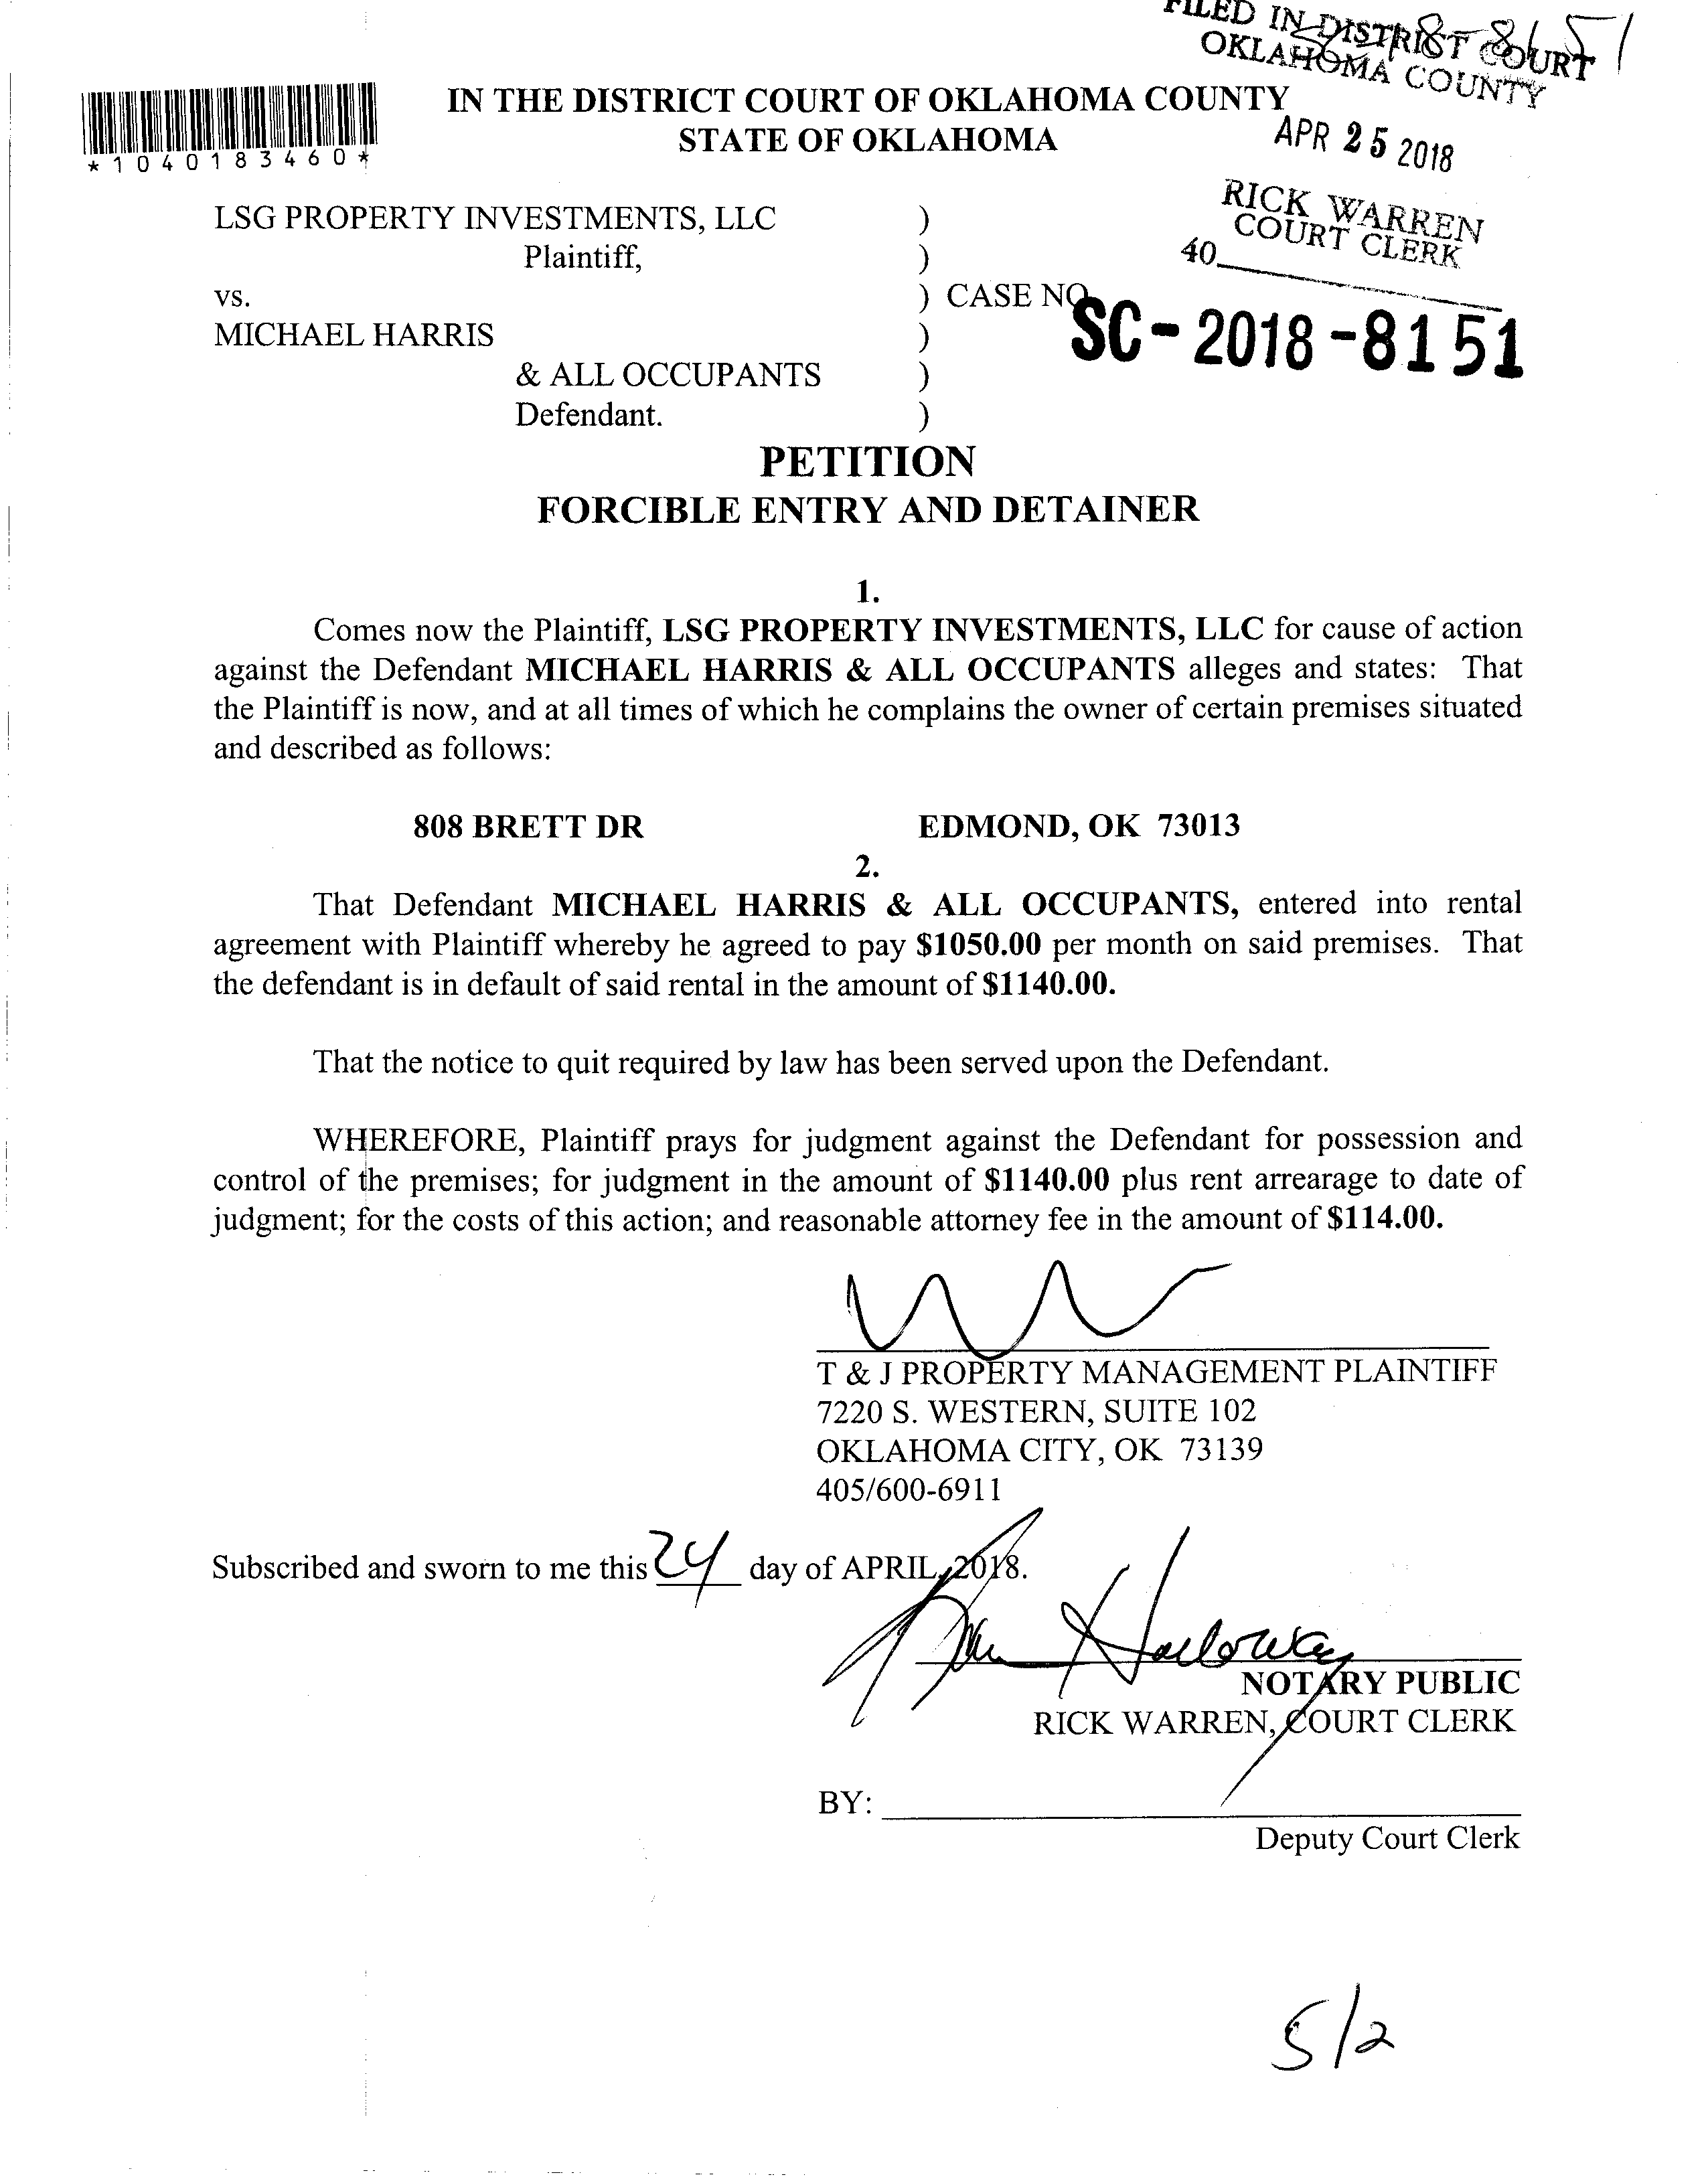 FILED IN DISTRICT COURT
OKLAHOMA COUNTY
IN THE DISTRICT COURT OF OKLAHOMA COUNTY
STATE OF OKLAHOMA
APR 25 2018
*1040183460*
RICK WARREN
COURT CLERK
40
LSG PROPERTY INVESTMENTS, LLC )
Plaintiff, )
vs. ) CASE NO.
SC-2018-8151
MICHAEL HARRIS )
& ALL OCCUPANTS )
Defendant. )
PETITION
FORCIBLE ENTRY AND DETAINER
1.
Comes now the Plaintiff, LSG PROPERTY INVESTMENTS, LLC for cause of action
against the Defendant MICHAEL HARRIS & ALL OCCUPANTS alleges and states: That
the Plaintiff is now, and at all times of which he complains the owner of certain premises situated
and described as follows:
808 BRETT DR EDMOND, OK 73013
2.
That Defendant MICHAEL HARRIS & ALL OCCUPANTS, entered into rental
agreement with Plaintiff whereby he agreed to pay $1050.00 per month on said premises. That
the defendant is in default of said rental in the amount of $1140.00.
That the notice to quit required by law has been served upon the Defendant.
WHEREFORE, Plaintiff prays for judgment against the Defendant for possession and
control of the premises; for judgment in the amount of $1140.00 plus rent arrearage to date of
judgment; for the costs of this action; and reasonable attorney fee in the amount of $114.00.
T & J PROPERTY MANAGEMENT PLAINTIFF
7220 S. WESTERN, SUITE 102
OKLAHOMA CITY, OK 73139
405/600-6911
Subscribed and sworn to me this 24 day of APRIL, 2018.
Holloway
NOTARY PUBLIC
RICK WARREN, COURT CLERK
BY:
Deputy Court Clerk
5/2